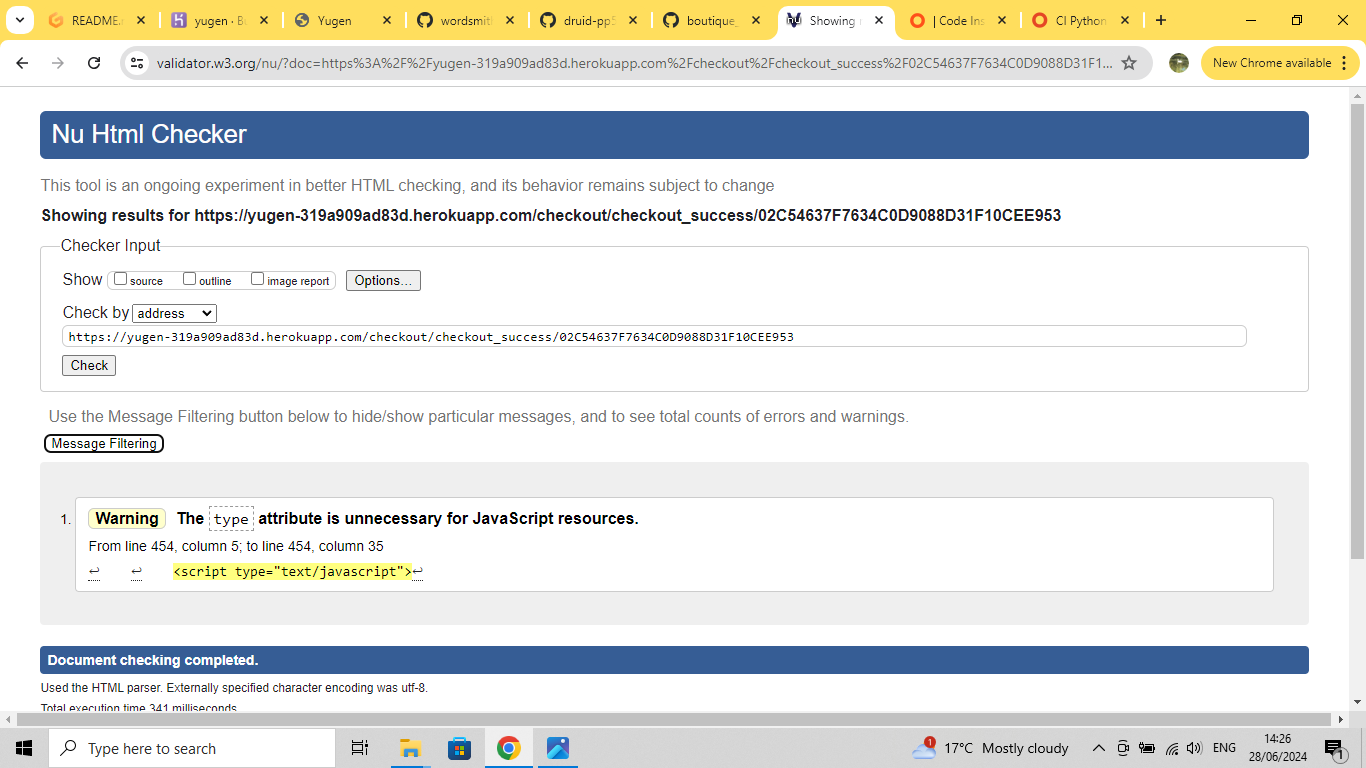 README.
yugen · B
Yugen
wordsmit
druid-pp5
boutique_
Showing
| Code Ins
CI Python
validator.w3.org/nu/?doc=https%3A%2F%2Fyugen-319a909ad83d.herokuapp.com%2Fcheckout%2Fcheckout_success%2F02C54637F7634C0D9088D31F1...
New Chrome available
Nu Html Checker
This tool is an ongoing experiment in better HTML checking, and its behavior remains subject to change
Showing results for https://yugen-319a909ad83d.herokuapp.com/checkout/checkout_success/02C54637F7634C0D9088D31F10CEE953
Checker Input
Show source outline image report Options...
Check by address
https://yugen-319a909ad83d.herokuapp.com/checkout/checkout_success/02C54637F7634C0D9088D31F10CEE953
Check
Use the Message Filtering button below to hide/show particular messages, and to see total counts of errors and warnings.
Message Filtering
1. Warning The type attribute is unnecessary for JavaScript resources.
From line 454, column 5; to line 454, column 35
↩ ↩ <script type="text/javascript">↩
Document checking completed.
Used the HTML parser. Externally specified character encoding was utf-8.
Total execution time 341 milliseconds.
Type here to search
1
17°C Mostly cloudy
ENG
14:26
28/06/2024
1